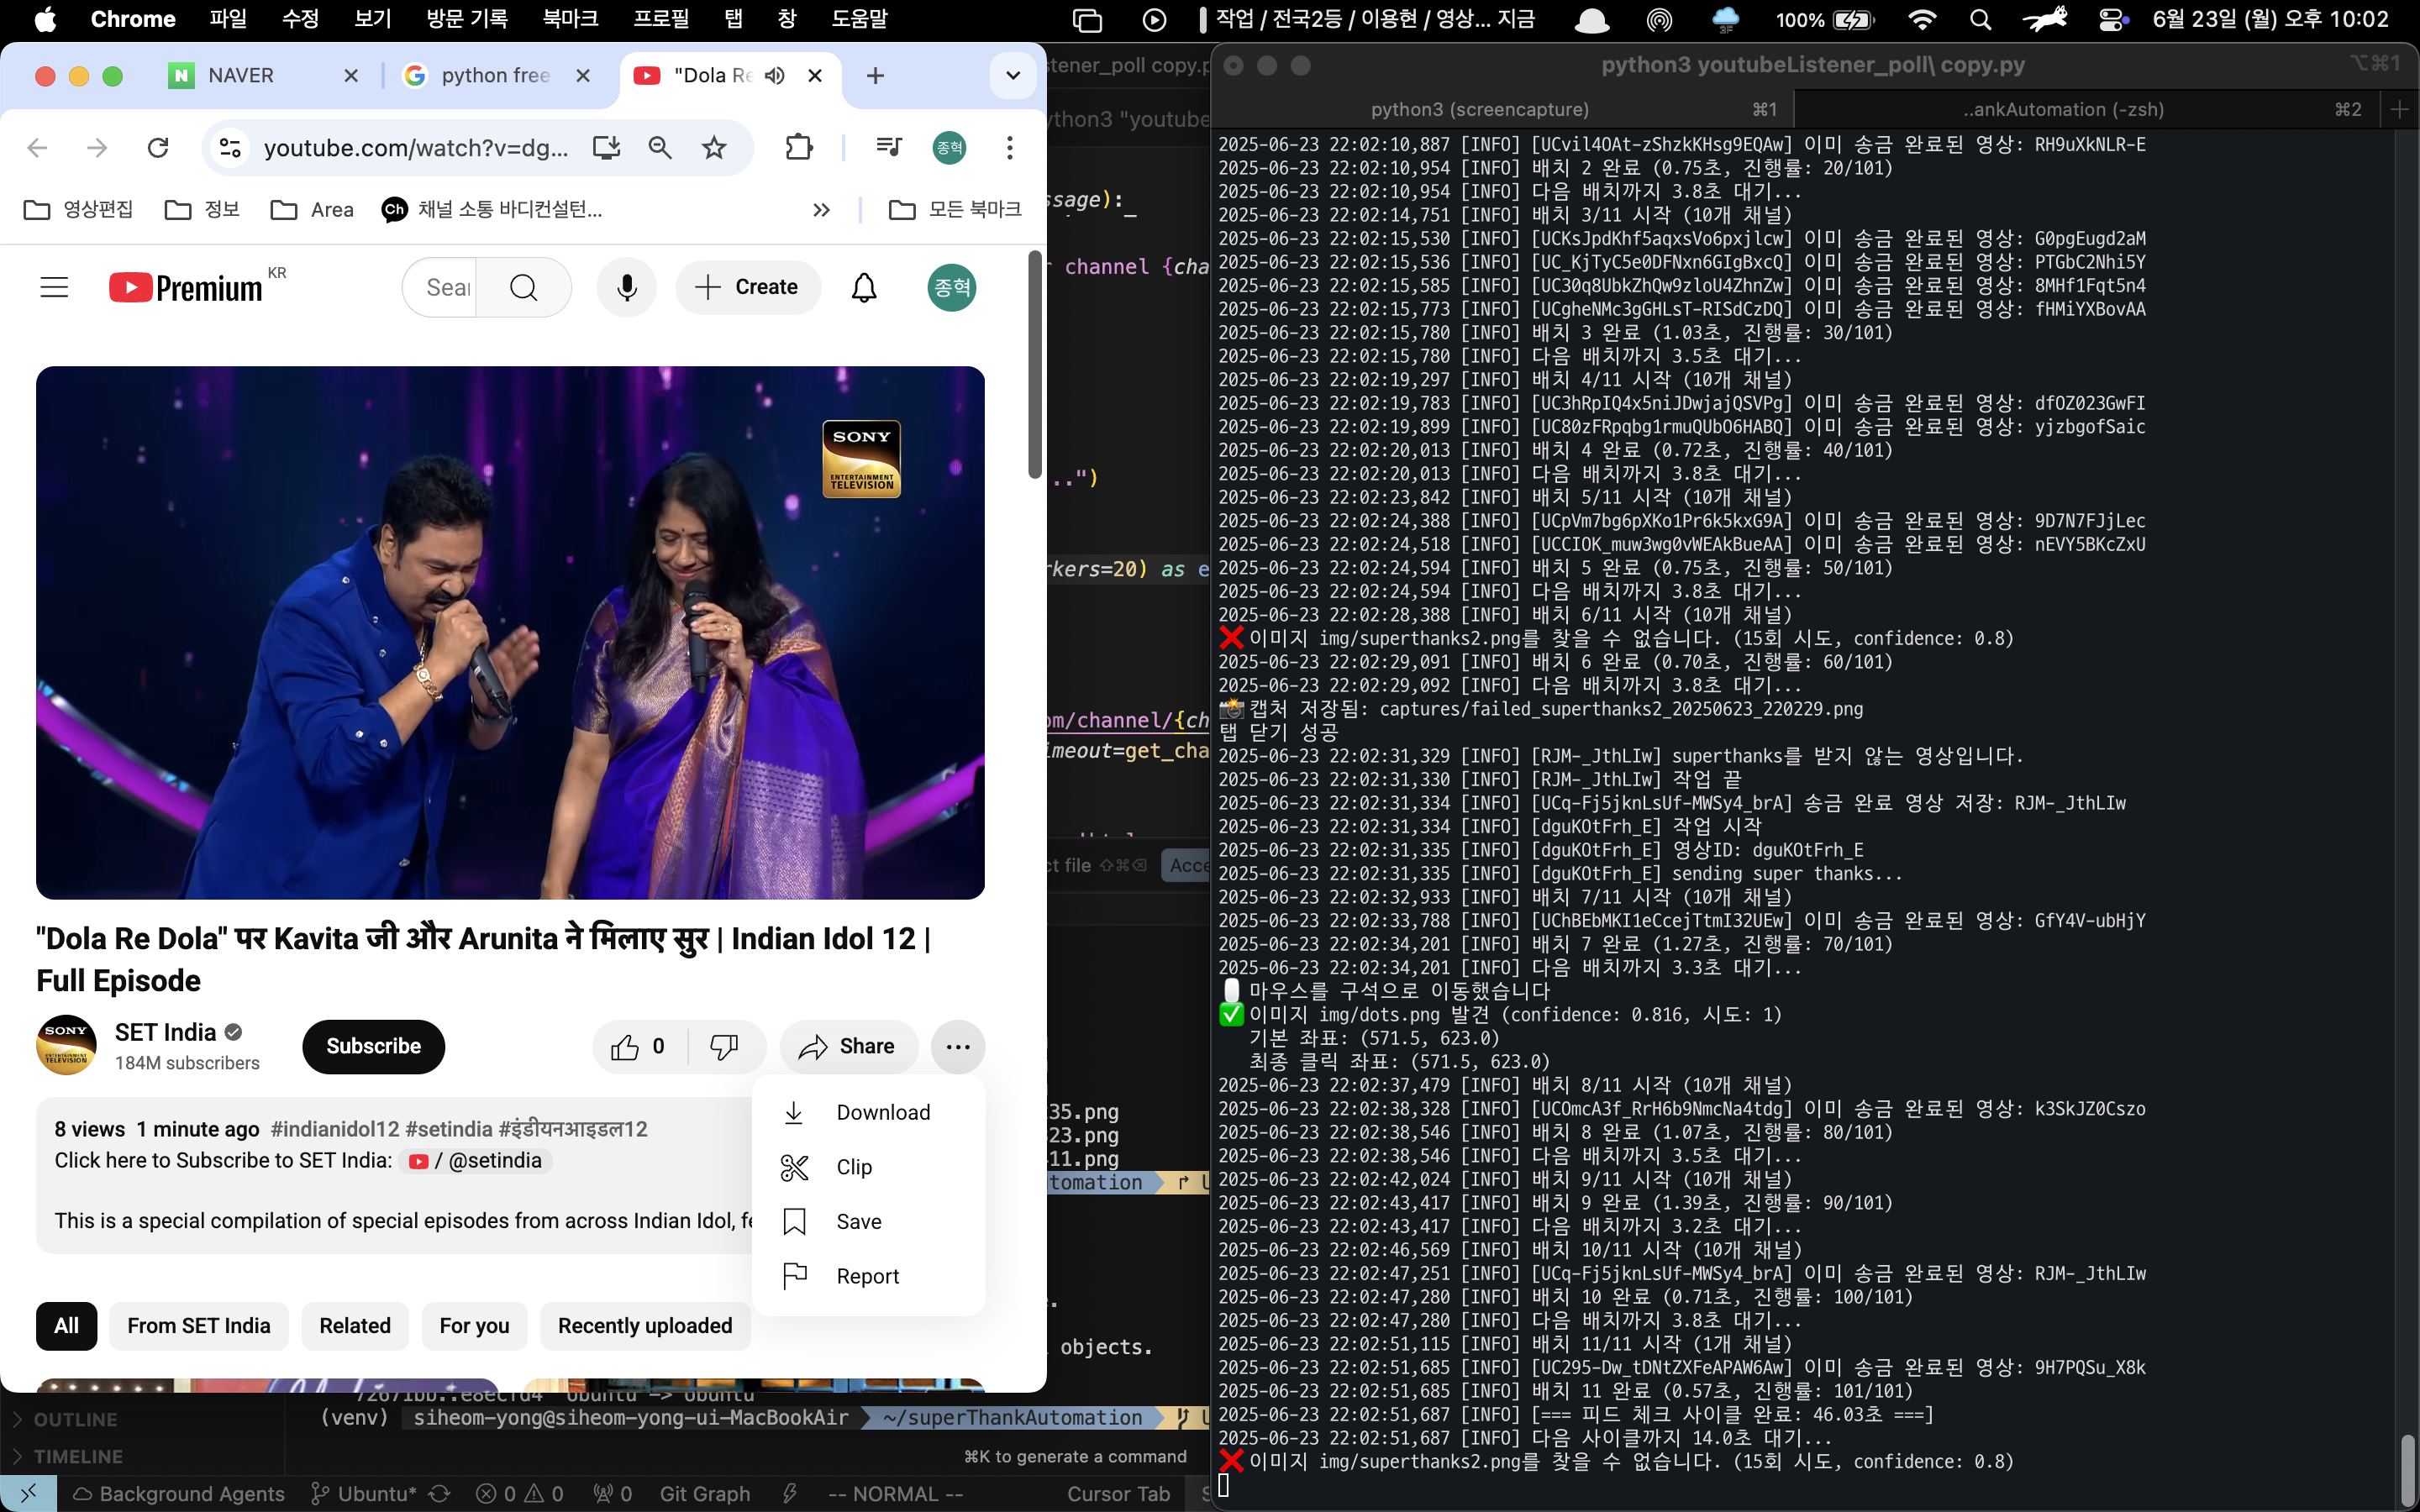 Chrome 파일 수정 보기 방문 기록 북마크 프로필 탭 창 도움말 작업 / 전국2등 / 이용현 / 영상... 지금 3F 100% 6월 23일 (월) 오후 10:02
NAVER python free "Dola Re
youtube.com/watch?v=dg... 종혁
영상편집 정보 Area Ch 채널 소통 바디컨설턴... 모든 북마크
Premium KR Sear Create 종혁
SONY
ENTERTAINMENT
TELEVISION
"Dola Re Dola" पर Kavita जी और Arunita ने मिलाए सुर | Indian Idol 12 |
Full Episode
SONY
ENTERTAINMENT
TELEVISION
SET India
184M subscribers
Subscribe
0
Share
Download
Clip
Save
Report
8 views 1 minute ago #indianidol12 #setindia #इंडीयनआइडल12
Click here to Subscribe to SET India: / @setindia
This is a special compilation of special episodes from across Indian Idol, fe
All From SET India Related For you Recently uploaded
stener_poll copy.p
ython3 "youtube
ssage):
r channel {cha
..")
rkers=20) as e
om/channel/{ch
imeout=get_cha
ct file ⇧⌘⌫ Acce
35.png
23.png
11.png
tomation
objects.
72671bb..e8ecfd4 Ubuntu -> Ubuntu
(venv) siheom-yong@siheom-yong-ui-MacBookAir ~/superThankAutomation
OUTLINE
TIMELINE
⌘K to generate a command
Background Agents Ubuntu* 0 0 0 Git Graph -- NORMAL -- Cursor Tab
python3 youtubeListener_poll\ copy.py ⌥⌘1
python3 (screencapture) ⌘1 ..ankAutomation (-zsh) ⌘2
2025-06-23 22:02:10,887 [INFO] [UCvil4OAt-zShzkKHsg9EQAw] 이미 송금 완료된 영상: RH9uXkNLR-E
2025-06-23 22:02:10,954 [INFO] 배치 2 완료 (0.75초, 진행률: 20/101)
2025-06-23 22:02:10,954 [INFO] 다음 배치까지 3.8초 대기...
2025-06-23 22:02:14,751 [INFO] 배치 3/11 시작 (10개 채널)
2025-06-23 22:02:15,530 [INFO] [UCKsJpdKhf5aqxsVo6pxjlcw] 이미 송금 완료된 영상: G0pgEugd2aM
2025-06-23 22:02:15,536 [INFO] [UC_KjTyC5e0DFNxn6GIgBxcQ] 이미 송금 완료된 영상: PTGbC2Nhi5Y
2025-06-23 22:02:15,585 [INFO] [UC30q8UbkZhQw9zloU4ZhnZw] 이미 송금 완료된 영상: 8MHf1Fqt5n4
2025-06-23 22:02:15,773 [INFO] [UCgheNMc3gGHLsT-RISdCzDQ] 이미 송금 완료된 영상: fHMiYXBovAA
2025-06-23 22:02:15,780 [INFO] 배치 3 완료 (1.03초, 진행률: 30/101)
2025-06-23 22:02:15,780 [INFO] 다음 배치까지 3.5초 대기...
2025-06-23 22:02:19,297 [INFO] 배치 4/11 시작 (10개 채널)
2025-06-23 22:02:19,783 [INFO] [UC3hRpIQ4x5niJDwjajQSVPg] 이미 송금 완료된 영상: dfOZ023GwFI
2025-06-23 22:02:19,899 [INFO] [UC80zFRpqbg1rmuQUbO6HABQ] 이미 송금 완료된 영상: yjzbgofSaic
2025-06-23 22:02:20,013 [INFO] 배치 4 완료 (0.72초, 진행률: 40/101)
2025-06-23 22:02:20,013 [INFO] 다음 배치까지 3.8초 대기...
2025-06-23 22:02:23,842 [INFO] 배치 5/11 시작 (10개 채널)
2025-06-23 22:02:24,388 [INFO] [UCpVm7bg6pXKo1Pr6k5kxG9A] 이미 송금 완료된 영상: 9D7N7FJjLec
2025-06-23 22:02:24,518 [INFO] [UCCIOK_muw3wg0vWEAkBueAA] 이미 송금 완료된 영상: nEVY5BKcZxU
2025-06-23 22:02:24,594 [INFO] 배치 5 완료 (0.75초, 진행률: 50/101)
2025-06-23 22:02:24,594 [INFO] 다음 배치까지 3.8초 대기...
2025-06-23 22:02:28,388 [INFO] 배치 6/11 시작 (10개 채널)
❌ 이미지 img/superthanks2.png를 찾을 수 없습니다. (15회 시도, confidence: 0.8)
2025-06-23 22:02:29,091 [INFO] 배치 6 완료 (0.70초, 진행률: 60/101)
2025-06-23 22:02:29,092 [INFO] 다음 배치까지 3.8초 대기...
📸 캡처 저장됨: captures/failed_superthanks2_20250623_220229.png
탭 닫기 성공
2025-06-23 22:02:31,329 [INFO] [RJM-_JthLIw] superthanks를 받지 않는 영상입니다.
2025-06-23 22:02:31,330 [INFO] [RJM-_JthLIw] 작업 끝
2025-06-23 22:02:31,334 [INFO] [UCq-Fj5jknLsUf-MWSy4_brA] 송금 완료 영상 저장: RJM-_JthLIw
2025-06-23 22:02:31,334 [INFO] [dguKOtFrh_E] 작업 시작
2025-06-23 22:02:31,335 [INFO] [dguKOtFrh_E] 영상ID: dguKOtFrh_E
2025-06-23 22:02:31,335 [INFO] [dguKOtFrh_E] sending super thanks...
2025-06-23 22:02:32,933 [INFO] 배치 7/11 시작 (10개 채널)
2025-06-23 22:02:33,788 [INFO] [UChBEbMKI1eCcejTtmI32UEw] 이미 송금 완료된 영상: GfY4V-ubHjY
2025-06-23 22:02:34,201 [INFO] 배치 7 완료 (1.27초, 진행률: 70/101)
2025-06-23 22:02:34,201 [INFO] 다음 배치까지 3.3초 대기...
마우스를 구석으로 이동했습니다
✅ 이미지 img/dots.png 발견 (confidence: 0.816, 시도: 1)
기본 좌표: (571.5, 623.0)
최종 클릭 좌표: (571.5, 623.0)
2025-06-23 22:02:37,479 [INFO] 배치 8/11 시작 (10개 채널)
2025-06-23 22:02:38,328 [INFO] [UCOmcA3f_RrH6b9NmcNa4tdg] 이미 송금 완료된 영상: k3SkJZ0Cszo
2025-06-23 22:02:38,546 [INFO] 배치 8 완료 (1.07초, 진행률: 80/101)
2025-06-23 22:02:38,546 [INFO] 다음 배치까지 3.5초 대기...
2025-06-23 22:02:42,024 [INFO] 배치 9/11 시작 (10개 채널)
2025-06-23 22:02:43,417 [INFO] 배치 9 완료 (1.39초, 진행률: 90/101)
2025-06-23 22:02:43,417 [INFO] 다음 배치까지 3.2초 대기...
2025-06-23 22:02:46,569 [INFO] 배치 10/11 시작 (10개 채널)
2025-06-23 22:02:47,251 [INFO] [UCq-Fj5jknLsUf-MWSy4_brA] 이미 송금 완료된 영상: RJM-_JthLIw
2025-06-23 22:02:47,280 [INFO] 배치 10 완료 (0.71초, 진행률: 100/101)
2025-06-23 22:02:47,280 [INFO] 다음 배치까지 3.8초 대기...
2025-06-23 22:02:51,115 [INFO] 배치 11/11 시작 (1개 채널)
2025-06-23 22:02:51,685 [INFO] [UC295-Dw_tDNtZXFeAPAW6Aw] 이미 송금 완료된 영상: 9H7PQSu_X8k
2025-06-23 22:02:51,685 [INFO] 배치 11 완료 (0.57초, 진행률: 101/101)
2025-06-23 22:02:51,687 [INFO] [=== 피드 체크 사이클 완료: 46.03초 ===]
2025-06-23 22:02:51,687 [INFO] 다음 사이클까지 14.0초 대기...
❌ 이미지 img/superthanks2.png를 찾을 수 없습니다. (15회 시도, confidence: 0.8)